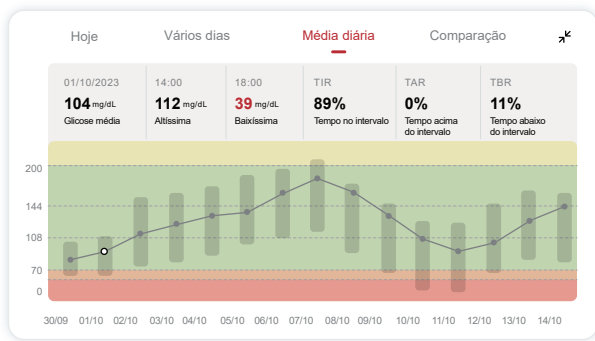 Hoje Vários dias Média diária Comparação
01/10/2023 14:00 18:00 TIR TAR TBR
104 mg/dL 112 mg/dL 39 mg/dL 89% 0% 11%
Glicose média Altíssima Baixíssima Tempo no intervalo Tempo acima Tempo abaixo
do intervalo do intervalo
200
144
108
70
0
30/09 01/10 02/10 03/10 04/10 05/10 06/10 07/10 08/10 09/10 10/10 11/10 12/10 13/10 14/10